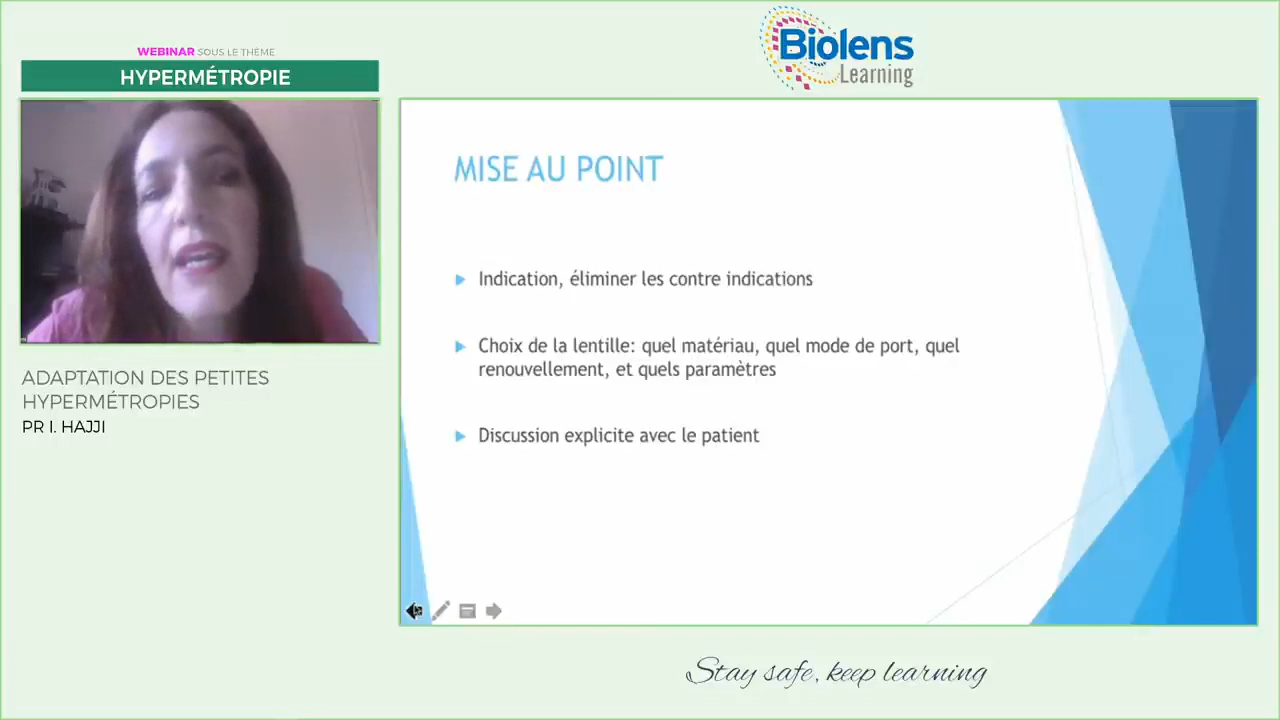 WEBINAR SOUS LE THÈME
HYPERMÉTROPIE
Biolens
Learning
MISE AU POINT
Indication, éliminer les contre indications
Choix de la lentille: quel matériau, quel mode de port, quel
renouvellement, et quels paramètres
Discussion explicite avec le patient
ADAPTATION DES PETITES
HYPERMÉTROPIES
PR I. HAJJI
Stay safe, keep learning